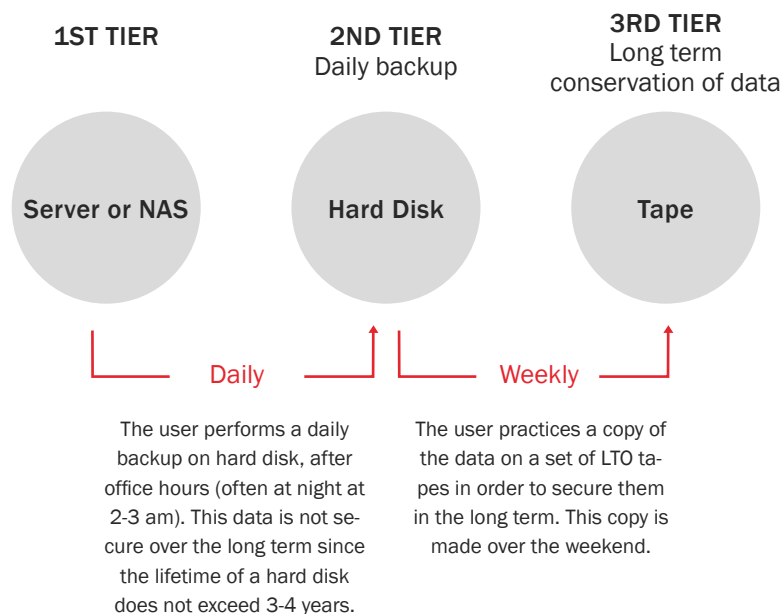 1ST TIER
2ND TIER
Daily backup
3RD TIER
Long term
conservation of data
Server or NAS
Hard Disk
Tape
Daily
Weekly
The user performs a daily
backup on hard disk, after
office hours (often at night at
2-3 am). This data is not se-
cure over the long term since
the lifetime of a hard disk
does not exceed 3-4 years.
The user practices a copy of
the data on a set of LTO ta-
pes in order to secure them
in the long term. This copy is
made over the weekend.